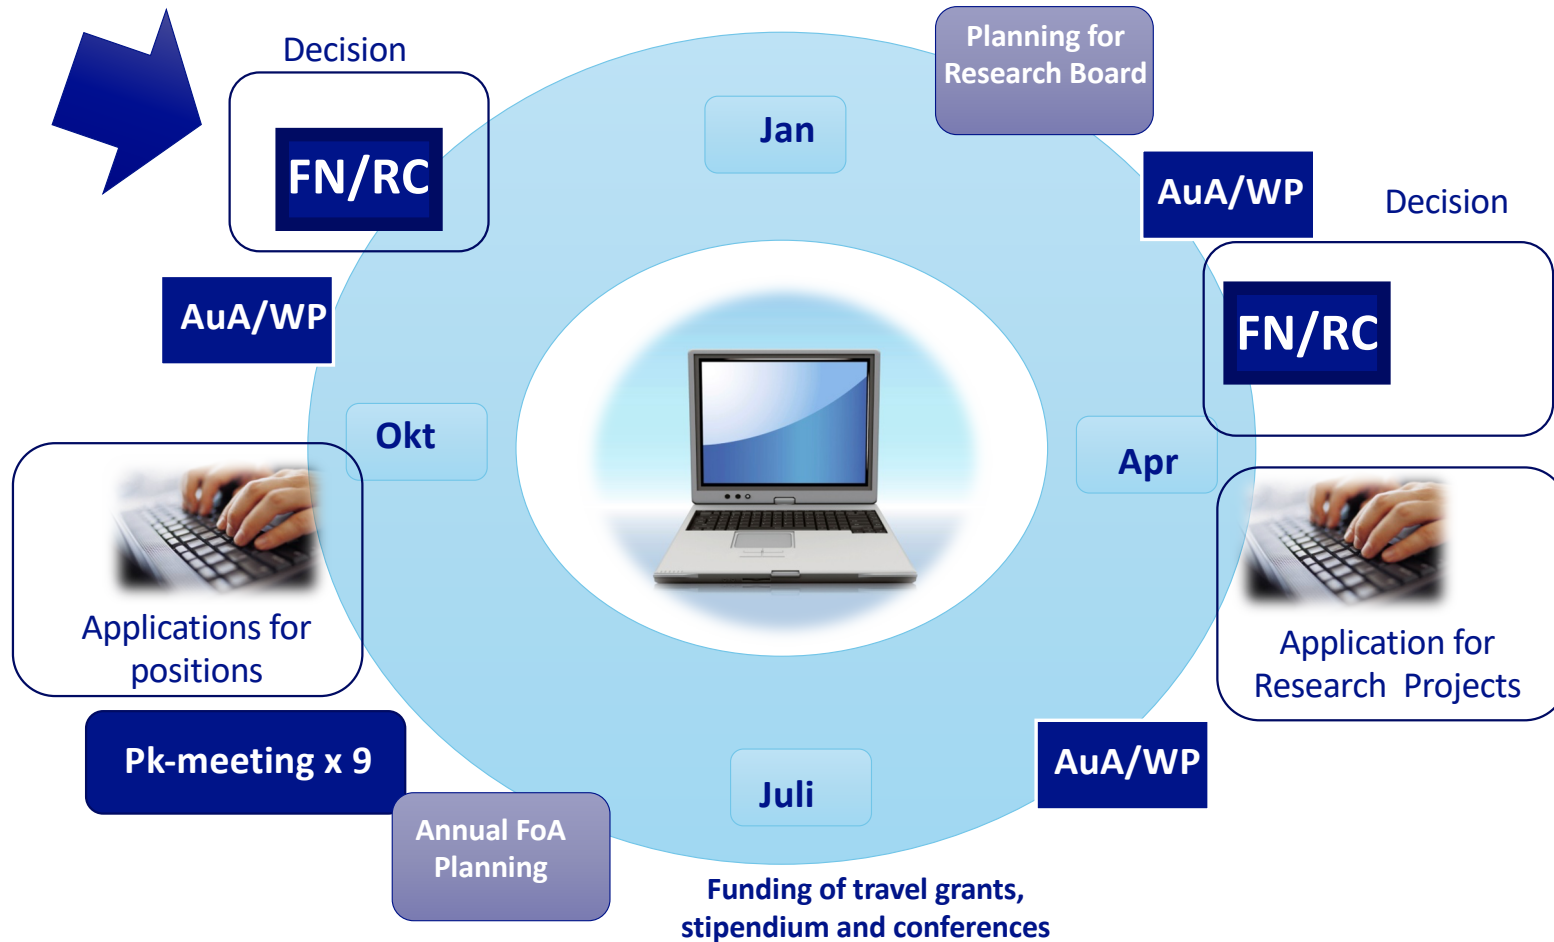 Decision
FN/RC
Planning for
Research Board
Jan
AuA/WP
Decision
FN/RC
AuA/WP
Okt
Apr
Applications for
positions
Application for
Research Projects
Pk-meeting x 9
Juli
AuA/WP
Annual FoA
Planning
Funding of travel grants,
stipendium and conferences